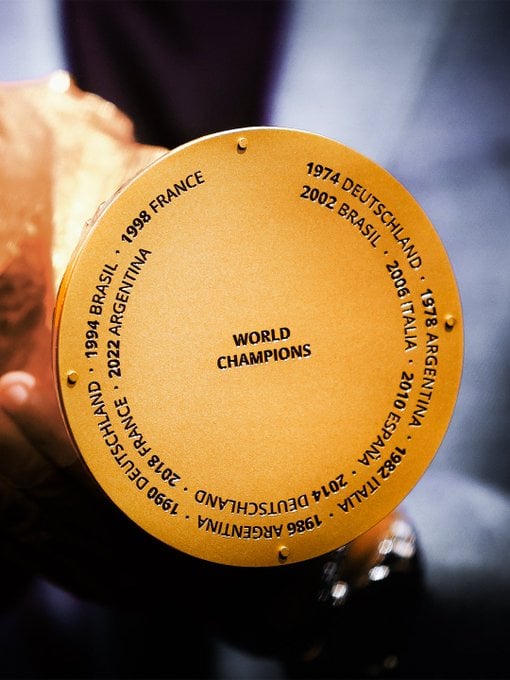 1974 DEUTSCHLAND · 1978 ARGENTINA · 1982 ITALIA · 1986 ARGENTINA · 1990 DEUTSCHLAND · 1994 BRASIL · 1998 FRANCE
2002 BRASIL · 2006 ITALIA · 2010 ESPAÑA · 2014 DEUTSCHLAND · 2018 FRANCE · 2022 ARGENTINA
WORLD
CHAMPIONS